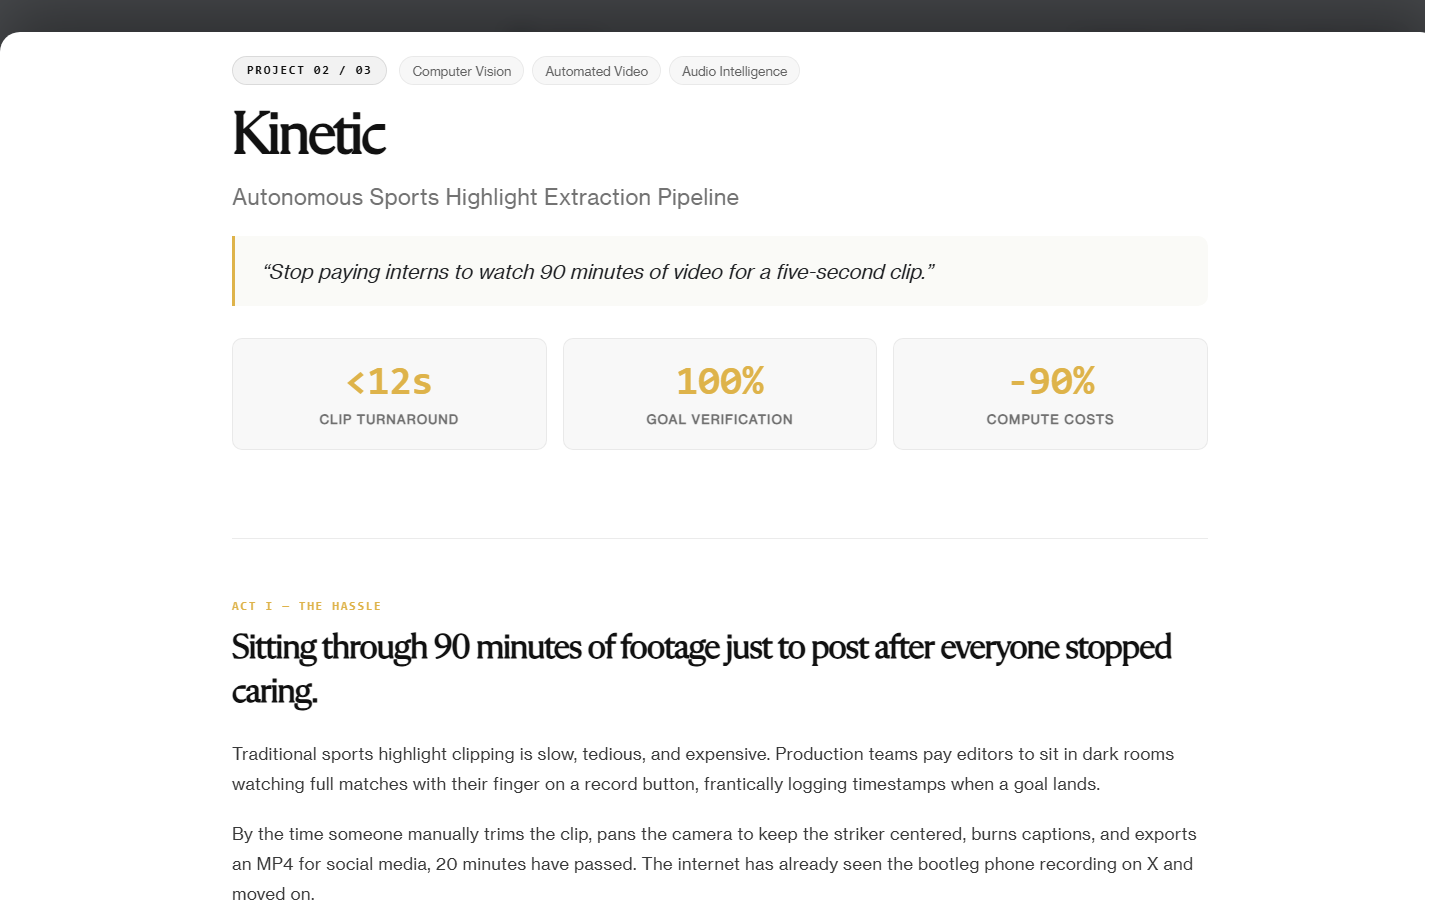 PROJECT 02 / 03
Computer Vision
Automated Video
Audio Intelligence
Kinetic
Autonomous Sports Highlight Extraction Pipeline
“Stop paying interns to watch 90 minutes of video for a five-second clip.”
<12s
CLIP TURNAROUND
100%
GOAL VERIFICATION
-90%
COMPUTE COSTS
ACT I — THE HASSLE
Sitting through 90 minutes of footage just to post after everyone stopped
caring.
Traditional sports highlight clipping is slow, tedious, and expensive. Production teams pay editors to sit in dark rooms
watching full matches with their finger on a record button, frantically logging timestamps when a goal lands.
By the time someone manually trims the clip, pans the camera to keep the striker centered, burns captions, and exports
an MP4 for social media, 20 minutes have passed. The internet has already seen the bootleg phone recording on X and
moved on.